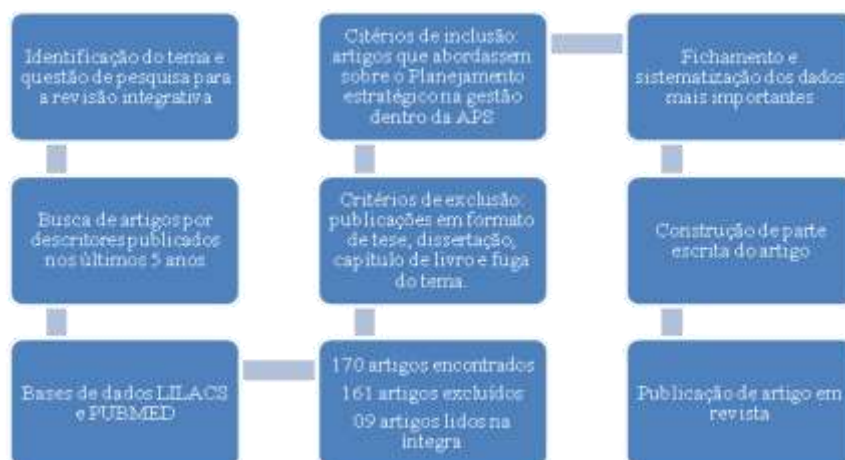 Identificação do tema e
questão de pesquisa para
a revisão integrativa
Busca de artigos por
descritores publicados
nos últimos 5 anos
Bases de dados LILACS
e PUBMED
170 artigos encontrados
161 artigos excluídos
09 artigos lidos na
íntegra
Critérios de exclusão:
publicações em formato
de tese, dissertação,
capítulo de livro e fuga
do tema.
Citérios de inclusão:
artigos que abordassem
sobre o Planejamento
estratégico na gestão
dentro da APS
Fichamento e
sistematização dos dados
mais importantes
Construção de parte
escrita do artigo
Publicação de artigo em
revista